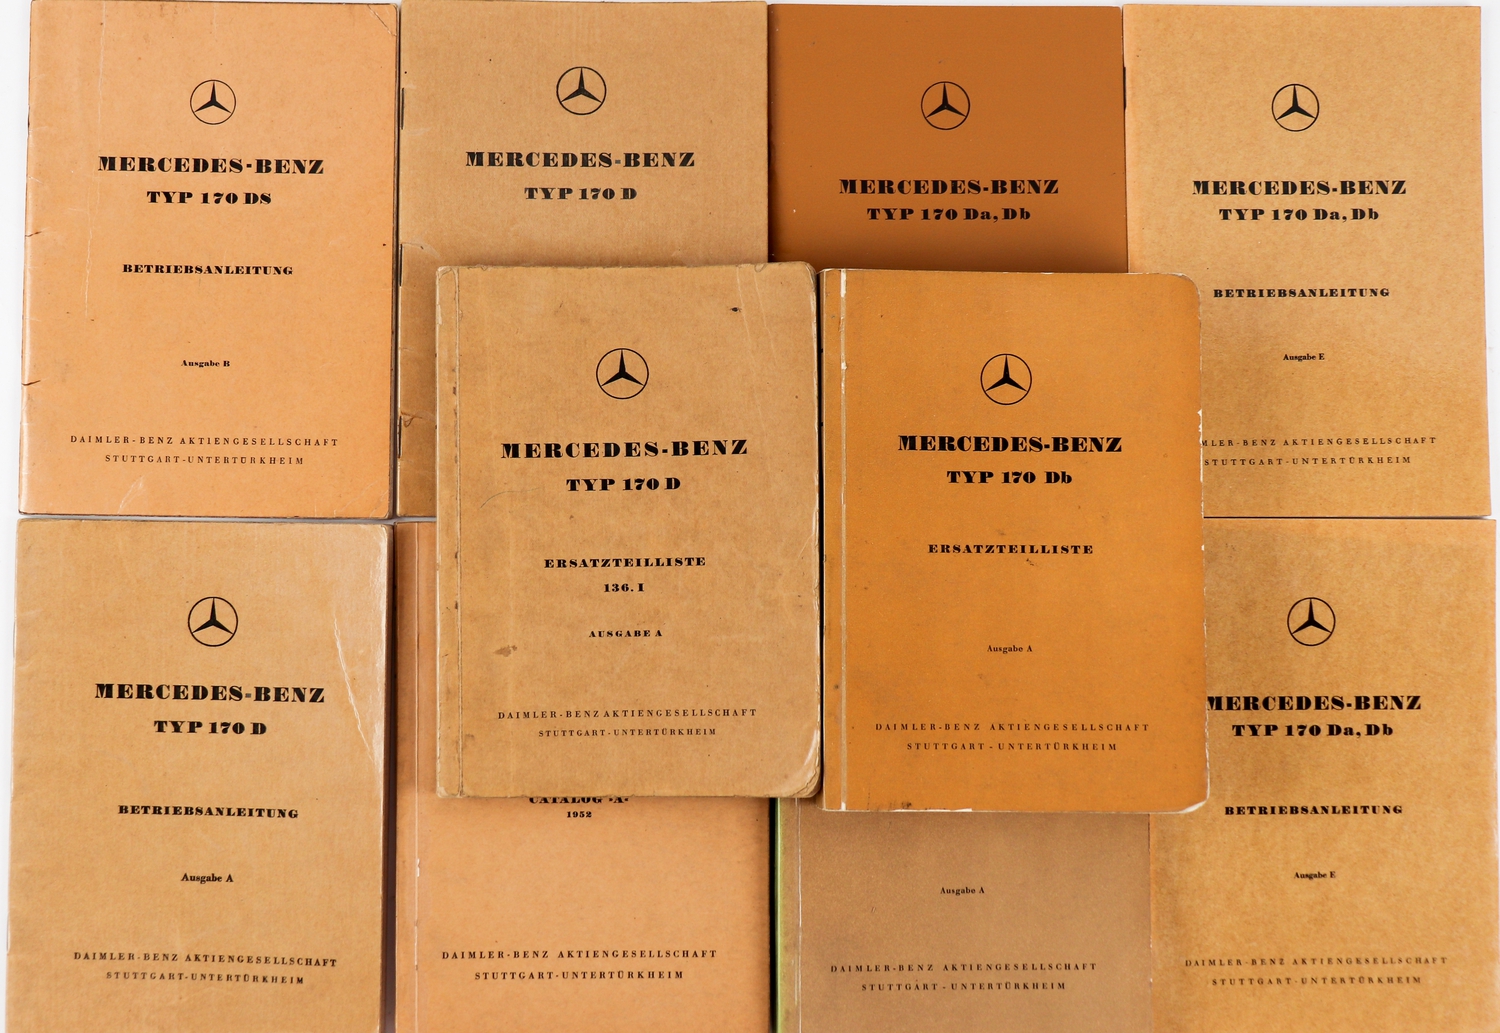 MERCEDES-BENZ
TYP 170 DS
BETRIEBSANLEITUNG
Ausgabe B
DAIMLER-BENZ AKTIENGESELLSCHAFT
STUTTGART-UNTERTÜRKHEIM
MERCEDES-BENZ
TYP 170 D
MERCEDES-BENZ
TYP 170 Da, Db
MERCEDES-BENZ
TYP 170 Da, Db
BETRIEBSANLEITUNG
Ausgabe E
-BENZ AKTIENGESELLSCHAFT
STUTTGART-UNTERTÜRKHEIM
MERCEDES-BENZ
TYP 170 D
ERSATZTEILLISTE
136. I
AUSGABE A
DAIMLER-BENZ AKTIENGESELLSCHAFT
STUTTGART-UNTERTÜRKHEIM
MERCEDES-BENZ
TYP 170 Db
ERSATZTEILLISTE
Ausgabe A
DAIMLER-BENZ AKTIENGESELLSCHAFT
STUTTGART - UNTERTÜRKHEIM
MERCEDES-BENZ
TYP 170 D
BETRIEBSANLEITUNG
Ausgabe A
DAIMLER-BENZ AKTIENGESELLSCHAFT
STUTTGART-UNTERTÜRKHEIM
CATALOG "A"
1952
DAIMLER-BENZ AKTIENGESELLSCHAFT
STUTTGART-UNTERTÜRKHEIM
Ausgabe A
DAIMLER-BENZ AKTIENGESELLSCHAFT
STUTTGART - UNTERTÜRKHEIM
MERCEDES-BENZ
TYP 170 Da, Db
BETRIEBSANLEITUNG
Ausgabe E
DAIMLER-BENZ AKTIENGESELLSCHAFT
STUTTGART-UNTERTÜRKHEIM